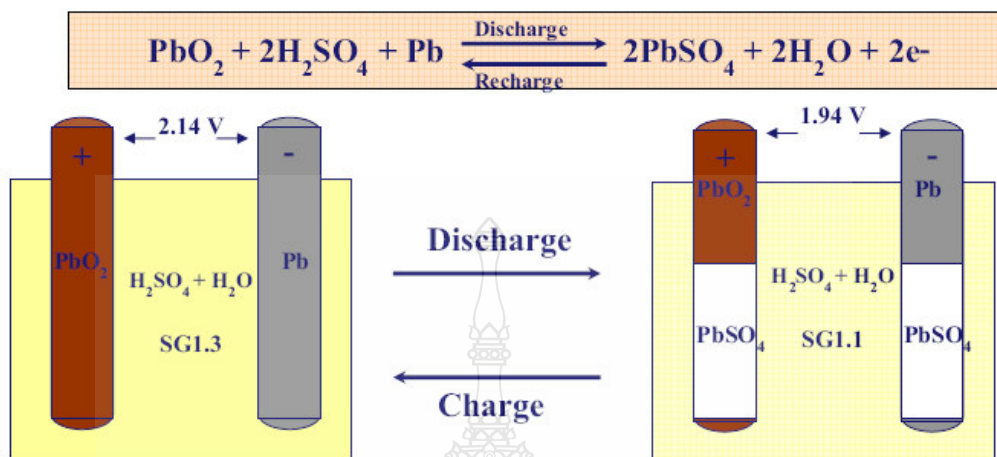 Discharge
PbO₂ + 2H₂SO₄ + Pb 2PbSO₄ + 2H₂O + 2e-
Recharge
2.14 V
+ -
PbO₂ Pb
H₂SO₄ + H₂O
SG1.3
Discharge
Charge
1.94 V
+ -
PbO₂ Pb
H₂SO₄ + H₂O
PbSO₄ SG1.1 PbSO₄